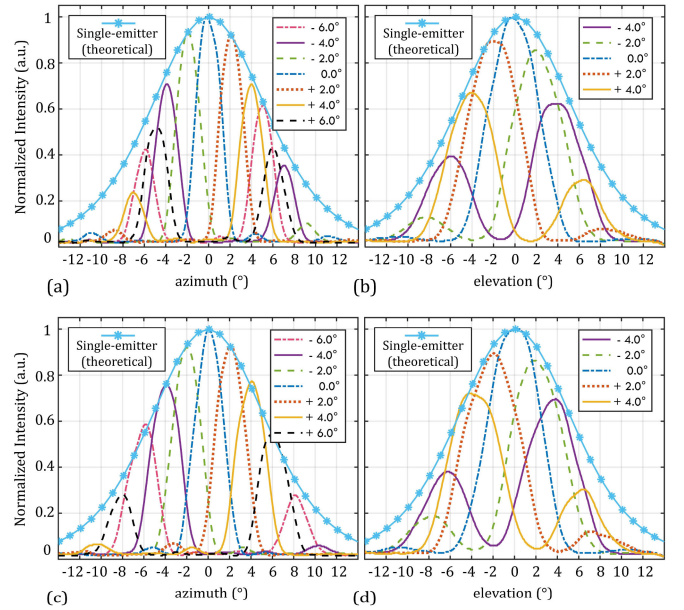 Single-emitter
(theoretical)
- 6.0°
- 4.0°
- 2.0°
0.0°
+ 2.0°
+ 4.0°
+ 6.0°
Normalized Intensity (a.u.)
1
0.8
0.6
0.4
0.2
0
-12 -10 -8 -6 -4 -2 0 2 4 6 8 10 12
azimuth (°)
(a)
Single-emitter
(theoretical)
- 4.0°
- 2.0°
0.0°
+ 2.0°
+ 4.0°
-12 -10 -8 -6 -4 -2 0 2 4 6 8 10 12
elevation (°)
(b)
Single-emitter
(theoretical)
- 6.0°
- 4.0°
- 2.0°
0.0°
+ 2.0°
+ 4.0°
+ 6.0°
Normalized Intensity (a.u.)
1
0.8
0.6
0.4
0.2
0
-12 -10 -8 -6 -4 -2 0 2 4 6 8 10 12
azimuth (°)
(c)
Single-emitter
(theoretical)
- 4.0°
- 2.0°
0.0°
+ 2.0°
+ 4.0°
-12 -10 -8 -6 -4 -2 0 2 4 6 8 10 12
elevation (°)
(d)